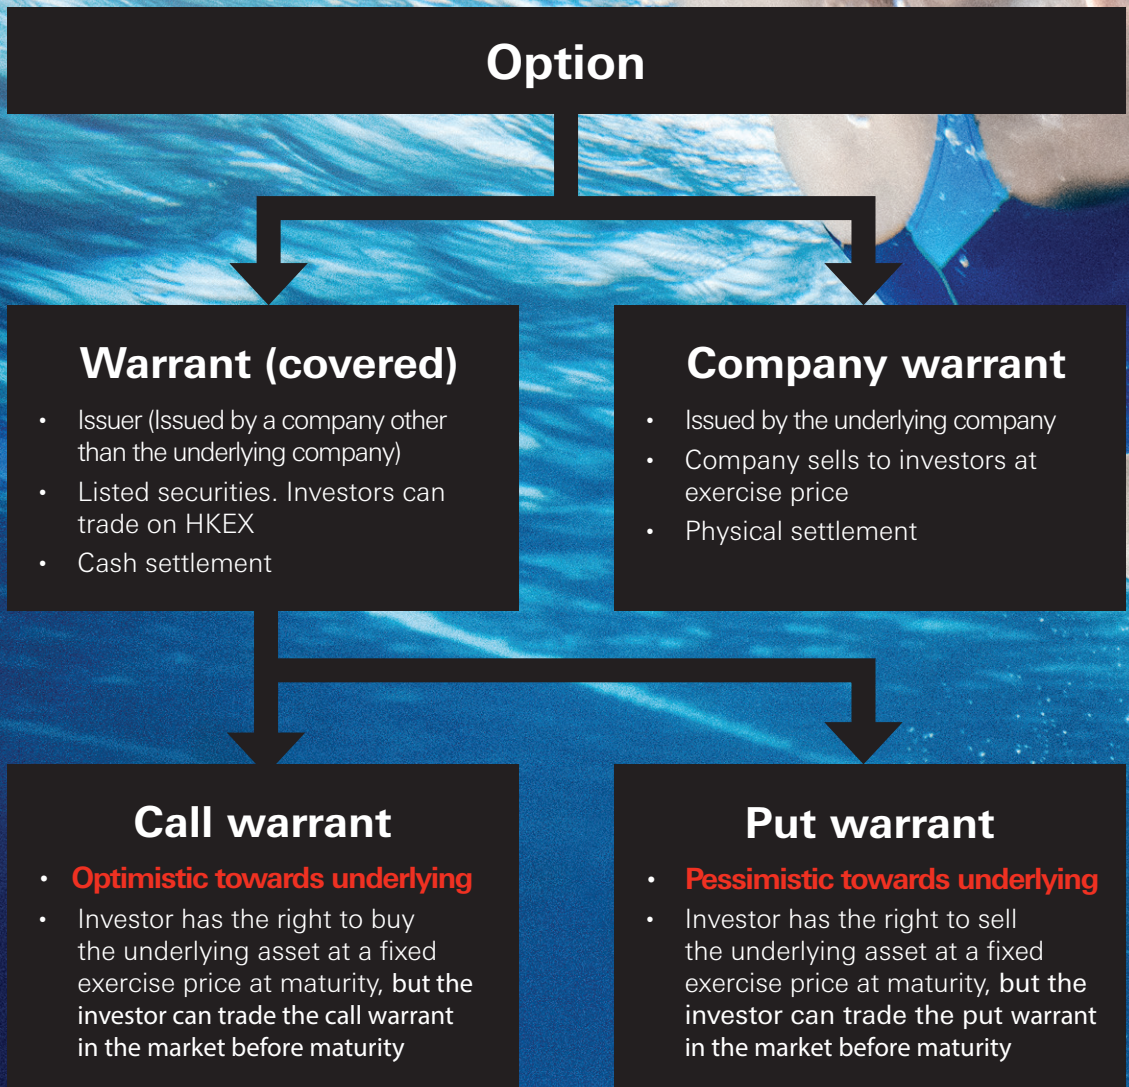 Option
Warrant (covered)
• Issuer (Issued by a company other
than the underlying company)
• Listed securities. Investors can
trade on HKEX
• Cash settlement
Company warrant
• Issued by the underlying company
• Company sells to investors at
exercise price
• Physical settlement
Call warrant
• Optimistic towards underlying
• Investor has the right to buy
the underlying asset at a fixed
exercise price at maturity, but the
investor can trade the call warrant
in the market before maturity
Put warrant
• Pessimistic towards underlying
• Investor has the right to sell
the underlying asset at a fixed
exercise price at maturity, but the
investor can trade the put warrant
in the market before maturity